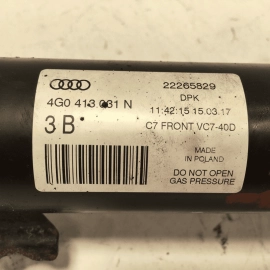 22265829
4G0 413 031 N
DPK
11:42:15 15.03.17
3 B
C7 FRONT VC7-40D
MADE
IN POLAND
DO NOT OPEN
GAS PRESSURE